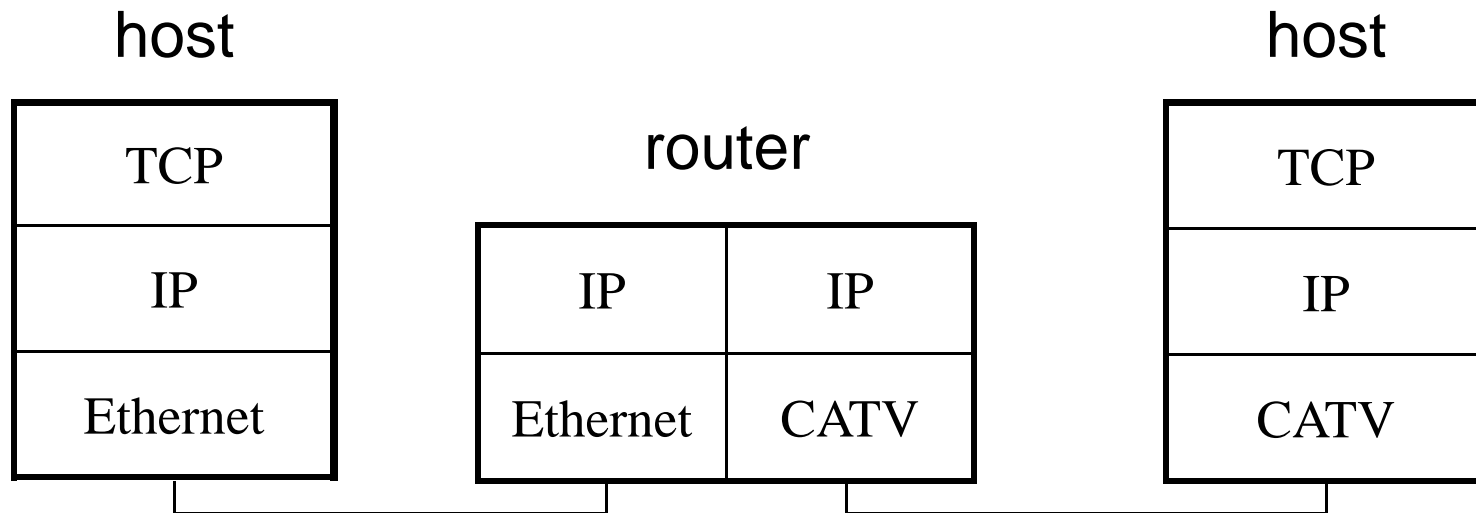 host
TCP
IP
Ethernet
router
IP IP
Ethernet CATV
host
TCP
IP
CATV